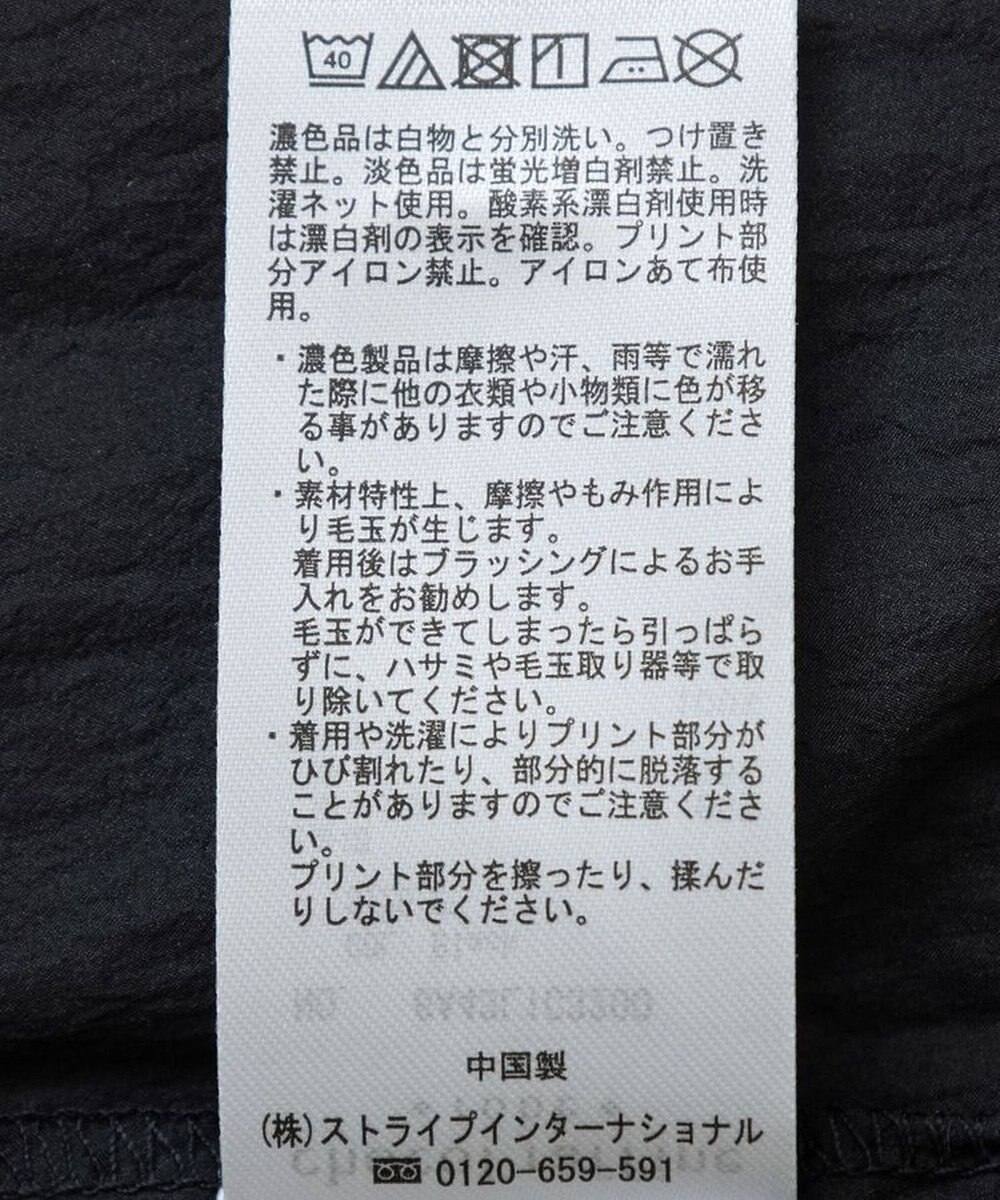 40
濃色品は白物と分別洗い。つけ置き
禁止。淡色品は蛍光増白剤禁止。洗
濯ネット使用。酸素系漂白剤使用時
は漂白剤の表示を確認。プリント部
分アイロン禁止。アイロンあて布使
用。
・濃色製品は摩擦や汗、雨等で濡れ
た際に他の衣類や小物類に色が移
る事がありますのでご注意くださ
い。
・素材特性上、摩擦やもみ作用によ
り毛玉が生じます。
着用後はブラッシングによるお手
入れをお勧めします。
毛玉ができてしまったら引っぱら
ずに、ハサミや毛玉取り器等で取
り除いてください。
・着用や洗濯によりプリント部分が
ひび割れたり、部分的に脱落する
ことがありますのでご注意くださ
い。
プリント部分を擦ったり、揉んだ
りしないでください。
中国製
(株)ストライプインターナショナル
0120-659-591